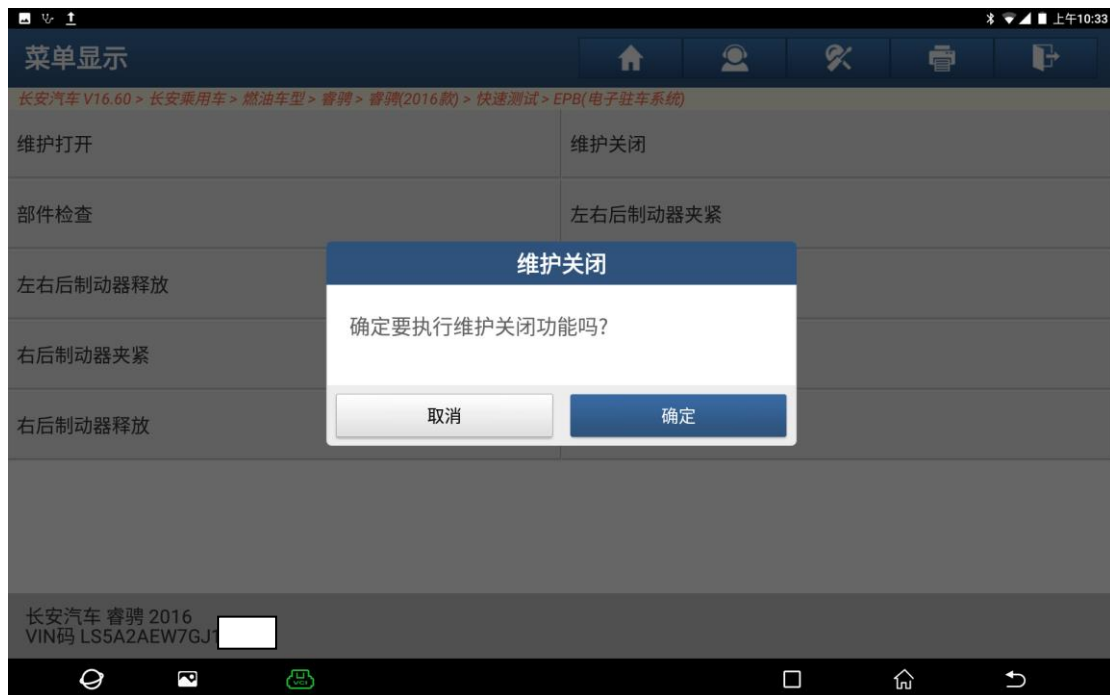 上午10:33
菜单显示
长安汽车 V16.60 > 长安乘用车 > 燃油车型 > 睿骋 > 睿骋(2016款) > 快速测试 > EPB(电子驻车系统)
维护打开
维护关闭
部件检查
左右后制动器夹紧
左右后制动器释放
右后制动器夹紧
右后制动器释放
维护关闭
确定要执行维护关闭功能吗?
取消
确定
长安汽车 睿骋 2016
VIN码 LS5A2AEW7GJ1
VCI